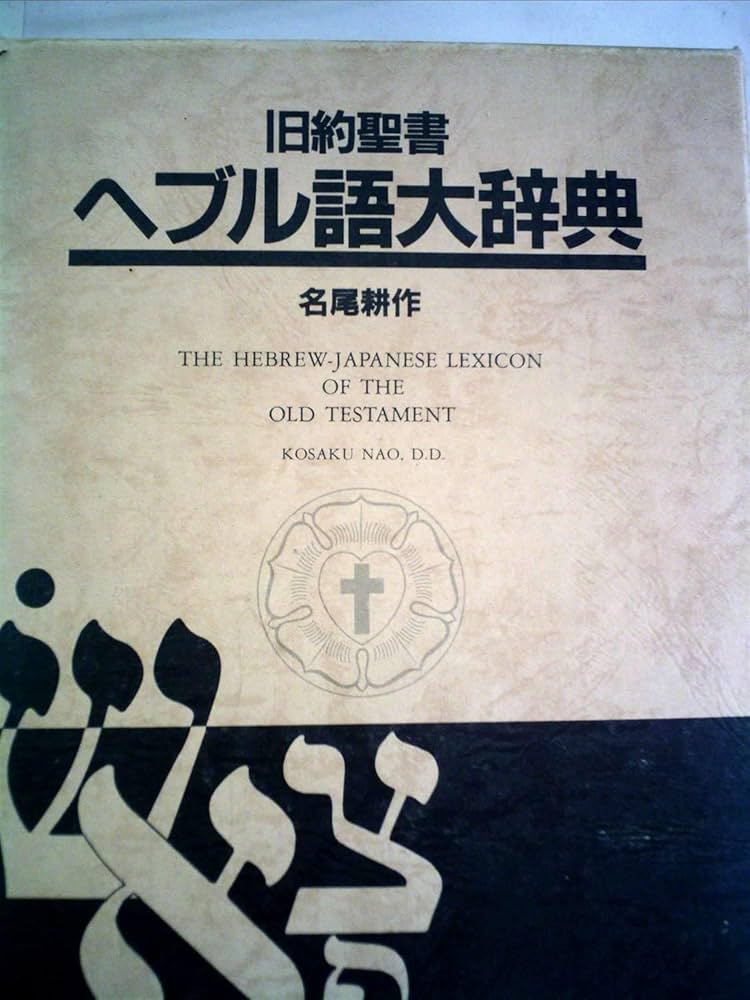 旧約聖書
ヘブル語大辞典
名尾耕作
THE HEBREW-JAPANESE LEXICON
OF THE
OLD TESTAMENT
KOSAKU NAO, D.D.